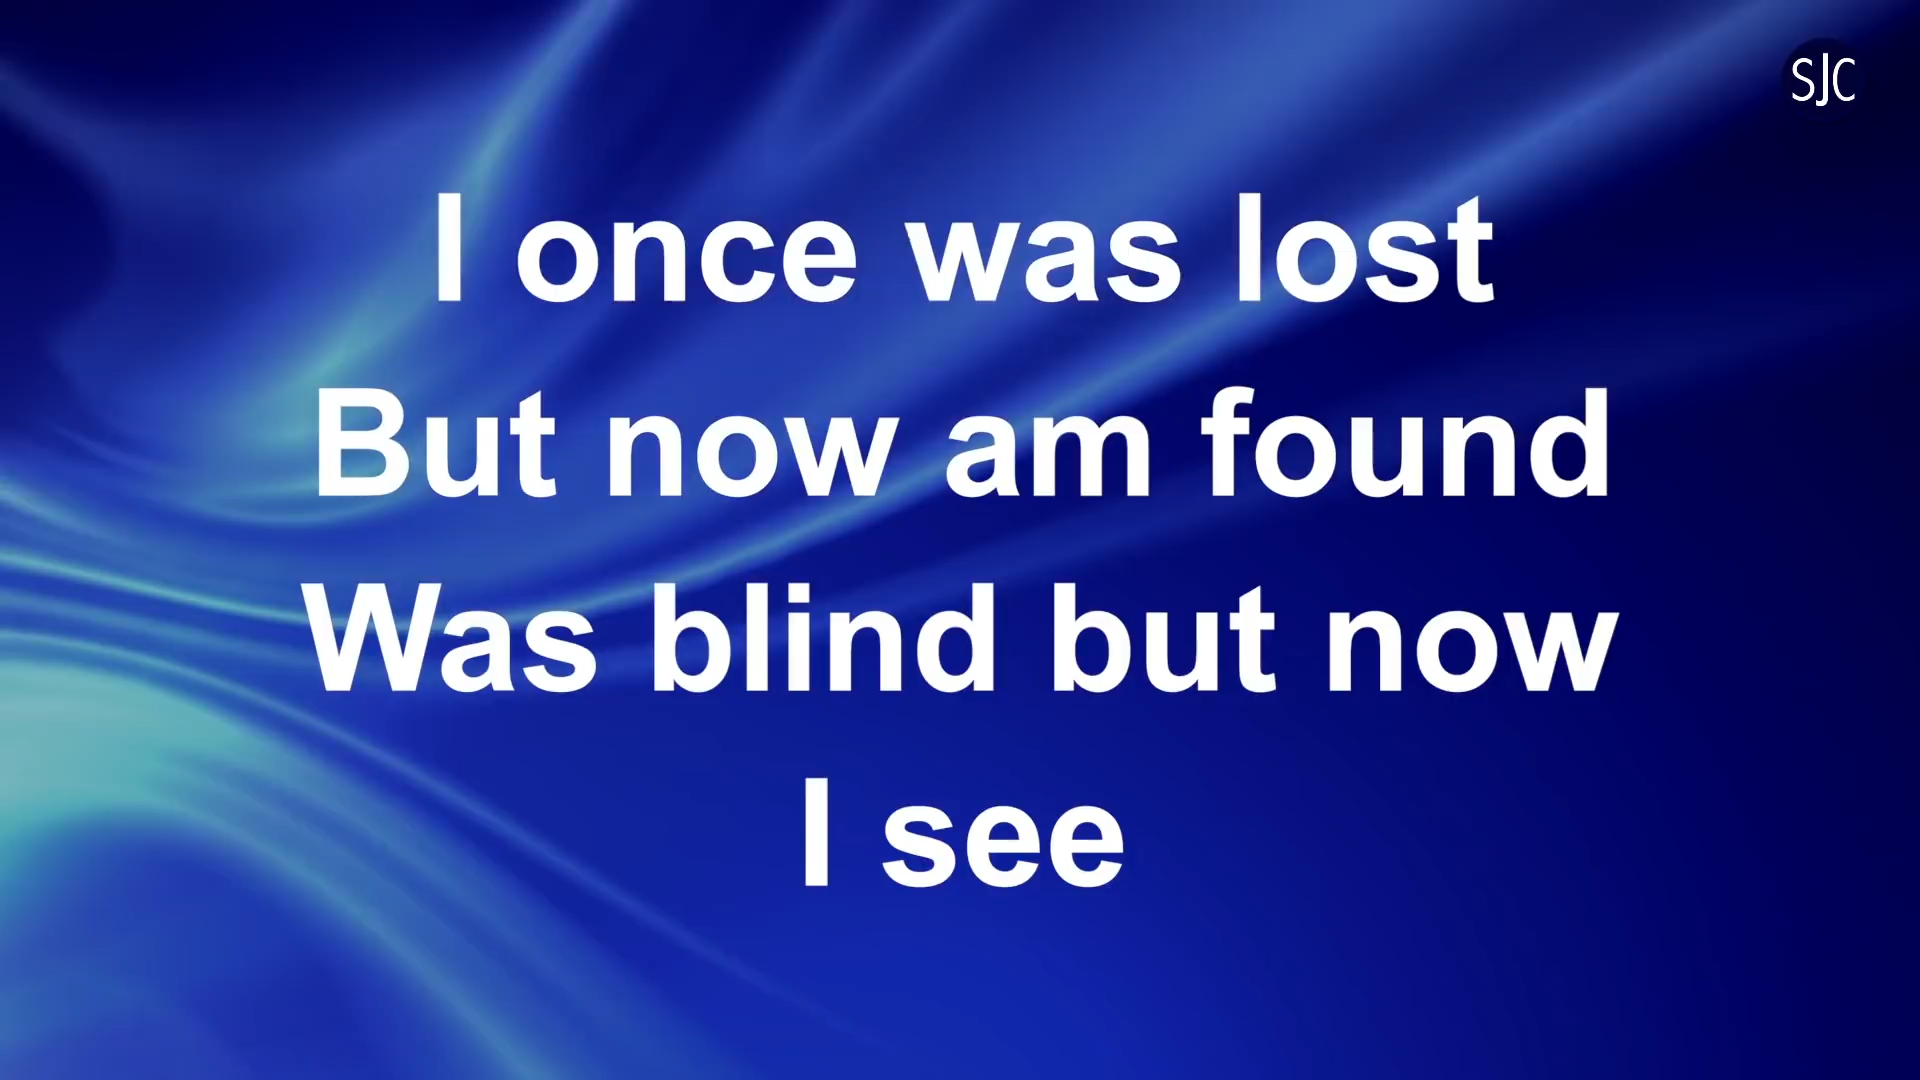 SJC
I once was lost
But now am found
Was blind but now
I see